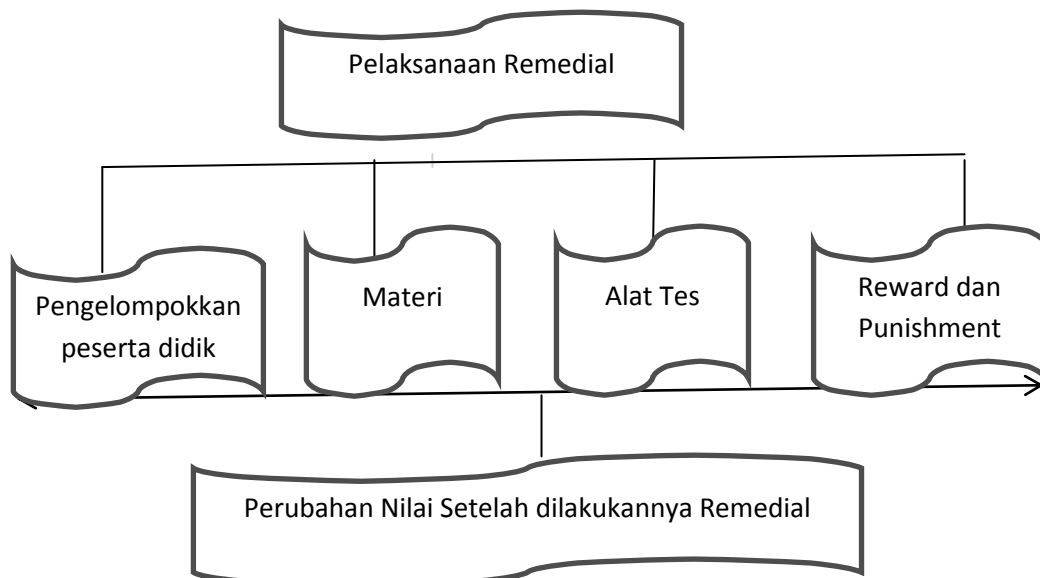 Pelaksanaan Remedial
Pengelompokkan
peserta didik
Materi
Alat Tes
Reward dan
Punishment
Perubahan Nilai Setelah dilakukannya Remedial